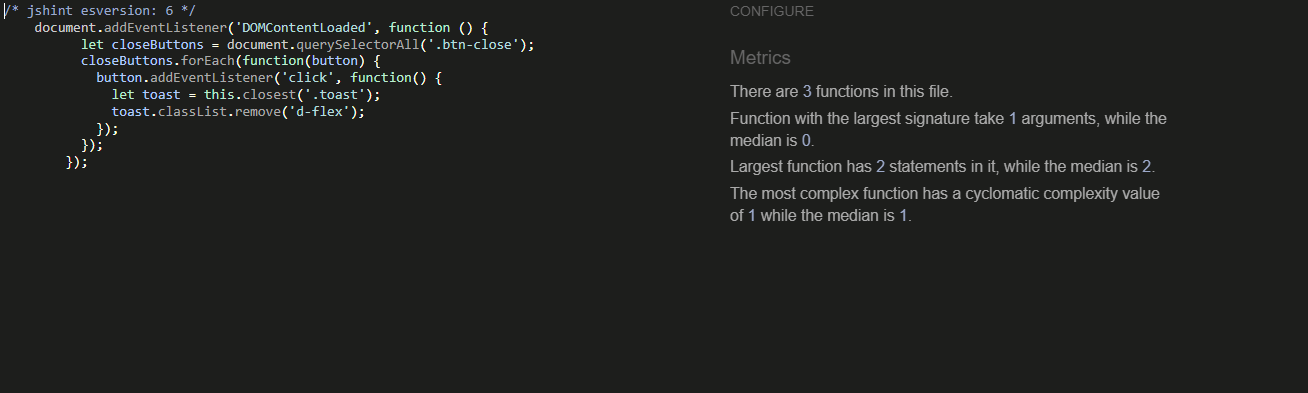 /* jshint esversion: 6 */
document.addEventListener('DOMContentLoaded', function () {
let closeButtons = document.querySelectorAll('.btn-close');
closeButtons.forEach(function(button) {
button.addEventListener('click', function() {
let toast = this.closest('.toast');
toast.classList.remove('d-flex');
});
});
});
CONFIGURE
Metrics
There are 3 functions in this file.
Function with the largest signature take 1 arguments, while the
median is 0.
Largest function has 2 statements in it, while the median is 2.
The most complex function has a cyclomatic complexity value
of 1 while the median is 1.